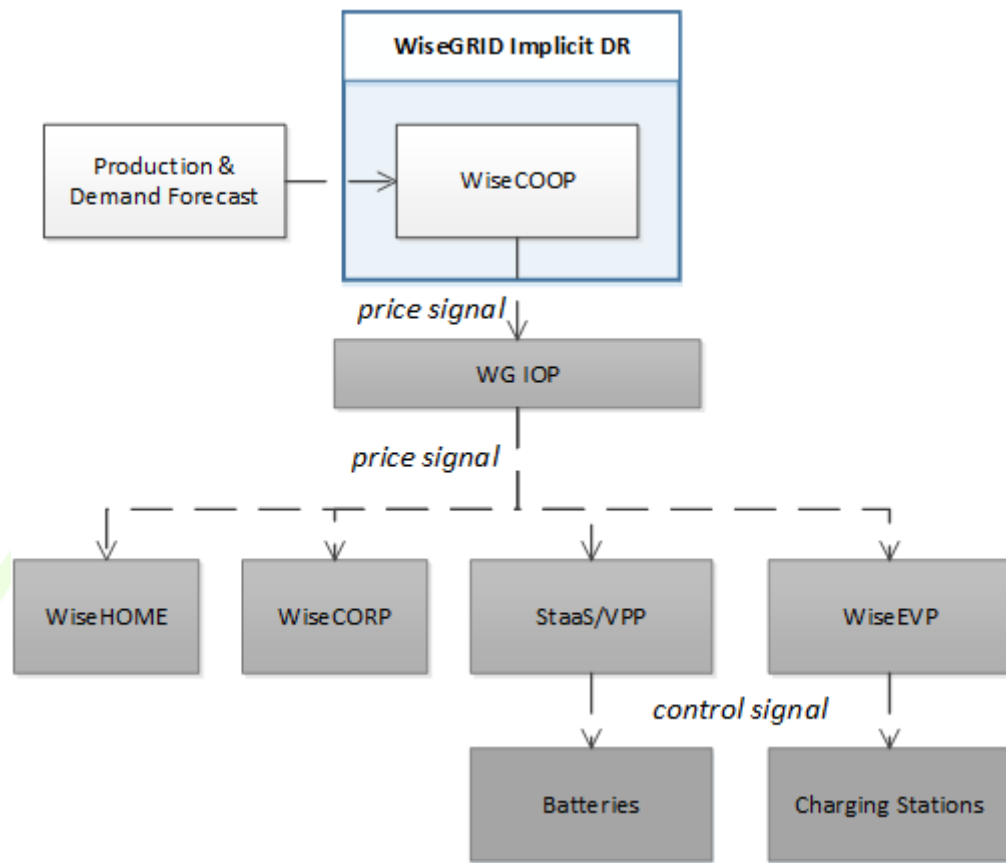 WiseGRID Implicit DR
Production &
Demand Forecast
WiseCOOP
price signal
WG IOP
price signal
WiseHOME
WiseCORP
StaaS/VPP
WiseEVP
control signal
Batteries
Charging Stations